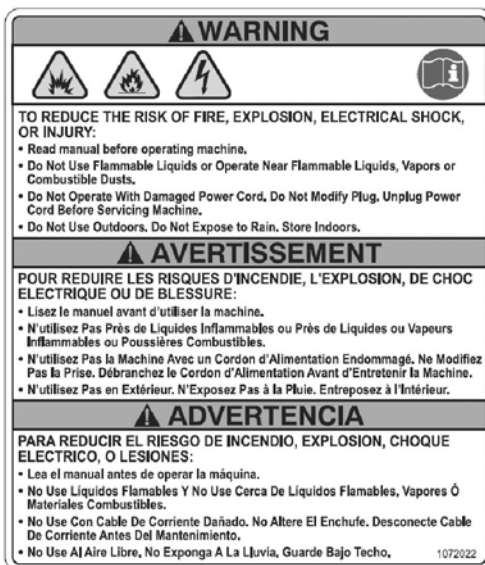 WARNING
TO REDUCE THE RISK OF FIRE, EXPLOSION, ELECTRICAL SHOCK,
OR INJURY:
• Read manual before operating machine.
• Do Not Use Flammable Liquids or Operate Near Flammable Liquids, Vapors or
Combustible Dusts.
• Do Not Operate With Damaged Power Cord. Do Not Modify Plug. Unplug Power
Cord Before Servicing Machine.
• Do Not Use Outdoors. Do Not Expose to Rain. Store Indoors.
AVERTISSEMENT
POUR REDUIRE LES RISQUES D'INCENDIE, L'EXPLOSION, DE CHOC
ELECTRIQUE OU DE BLESSURE:
• Lisez le manuel avant d'utiliser la machine.
• N'utilisez Pas Près de Liquides Inflammables ou Près de Liquides ou Vapeurs
Inflammables ou Poussières Combustibles.
• N'utilisez Pas la Machine Avec un Cordon d'Alimentation Endommagé. Ne Modifiez
Pas la Prise. Débranchez le Cordon d'Alimentation Avant d'Entretenir la Machine.
• N'utilisez Pas en Extérieur. N'Exposez Pas à la Pluie. Entreposez à l'Intérieur.
ADVERTENCIA
PARA REDUCIR EL RIESGO DE INCENDIO, EXPLOSION, CHOQUE
ELECTRICO, O LESIONES:
• Lea el manual antes de operar la máquina.
• No Use Líquidos Flamables Y No Use Cerca De Líquidos Flamables, Vapores Ó
Materiales Combustibles.
• No Use Con Cable De Corriente Dañado. No Altere El Enchufe. Desconecte Cable
De Corriente Antes Del Mantenimiento.
• No Use Al Aire Libre, No Exponga A La Lluvia, Guarde Bajo Techo, 1072022